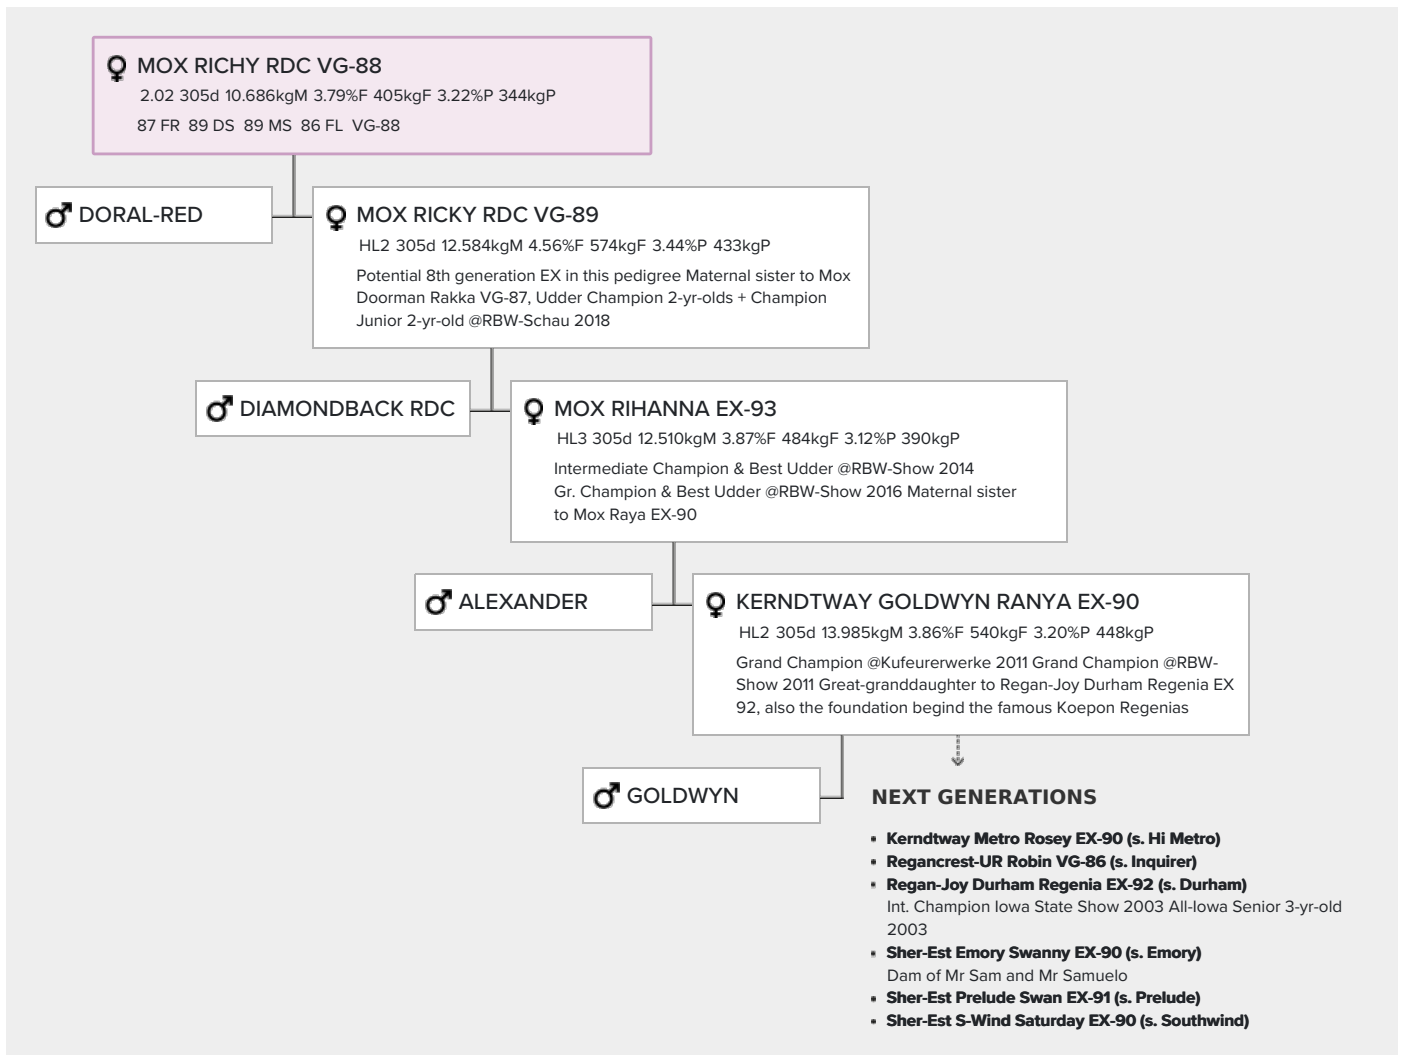 MOX RICHY RDC VG-88
2.02 305d 10.686kgM 3.79%F 405kgF 3.22%P 344kgP
87 FR 89 DS 89 MS 86 FL VG-88
DORAL-RED
MOX RICKY RDC VG-89
HL2 305d 12.584kgM 4.56%F 574kgF 3.44%P 433kgP
Potential 8th generation EX in this pedigree Maternal sister to Mox
Doorman Rakka VG-87, Udder Champion 2-yr-olds + Champion
Junior 2-yr-old @RBW-Schau 2018
DIAMONDBACK RDC
MOX RIHANNA EX-93
HL3 305d 12.510kgM 3.87%F 484kgF 3.12%P 390kgP
Intermediate Champion & Best Udder @RBW-Show 2014
Gr. Champion & Best Udder @RBW-Show 2016 Maternal sister
to Mox Raya EX-90
ALEXANDER
KERNDTWAY GOLDWYN RANYA EX-90
HL2 305d 13.985kgM 3.86%F 540kgF 3.20%P 448kgP
Grand Champion @Kufeurerwerke 2011 Grand Champion @RBW-
Show 2011 Great-granddaughter to Regan-Joy Durham Regenia EX
92, also the foundation begind the famous Koepon Regenias
GOLDWYN
NEXT GENERATIONS
Kerndtway Metro Rosey EX-90 (s. Hi Metro)
Regancrest-UR Robin VG-86 (s. Inquirer)
Regan-Joy Durham Regenia EX-92 (s. Durham)
Int. Champion Iowa State Show 2003 All-Iowa Senior 3-yr-old
2003
Sher-Est Emory Swanny EX-90 (s. Emory)
Dam of Mr Sam and Mr Samuelo
Sher-Est Prelude Swan EX-91 (s. Prelude)
Sher-Est S-Wind Saturday EX-90 (s. Southwind)